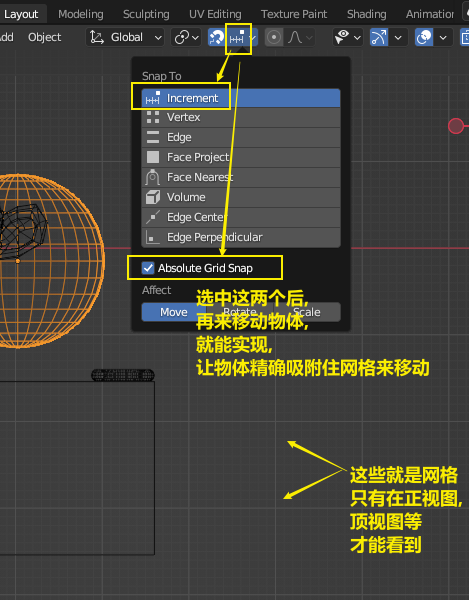 Layout Modeling Sculpting UV Editing Texture Paint Shading Animation
Add Object Global
Snap To
Increment
Vertex
Edge
Face Project
Face Nearest
Volume
Edge Center
Edge Perpendicular
Absolute Grid Snap
Affect
Move Rotate Scale
选中这两个后,
再来移动物体,
就能实现,
让物体精确吸附住网格来移动
这些就是网格
只有在正视图,
顶视图等
才能看到